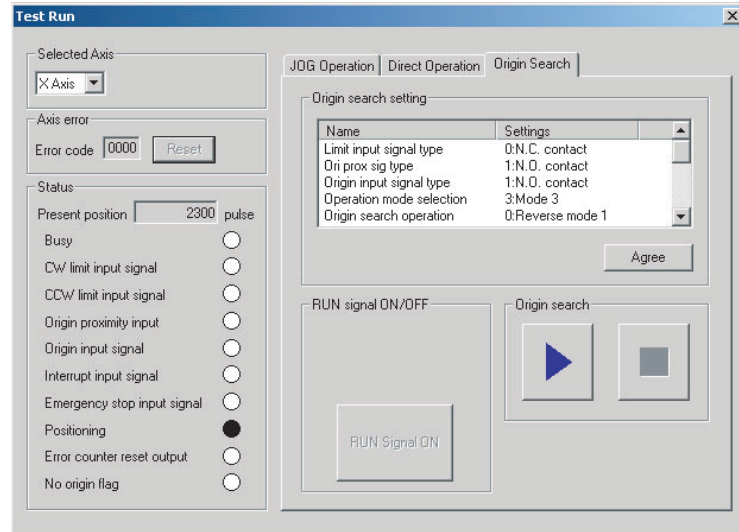 Test Run
Selected Axis
X Axis
Axis error
Error code 0000 Reset
Status
Present position 2300 pulse
Busy
CW limit input signal
CCW limit input signal
Origin proximity input
Origin input signal
Interrupt input signal
Emergency stop input signal
Positioning
Error counter reset output
No origin flag
JOG Operation Direct Operation Origin Search
Origin search setting
Name Settings
Limit input signal type 0:N.C. contact
Ori prox sig type 1:N.O. contact
Origin input signal type 1:N.O. contact
Operation mode selection 3:Mode 3
Origin search operation 0:Reverse mode 1
Agree
RUN signal ON/OFF
RUN Signal ON
Origin search